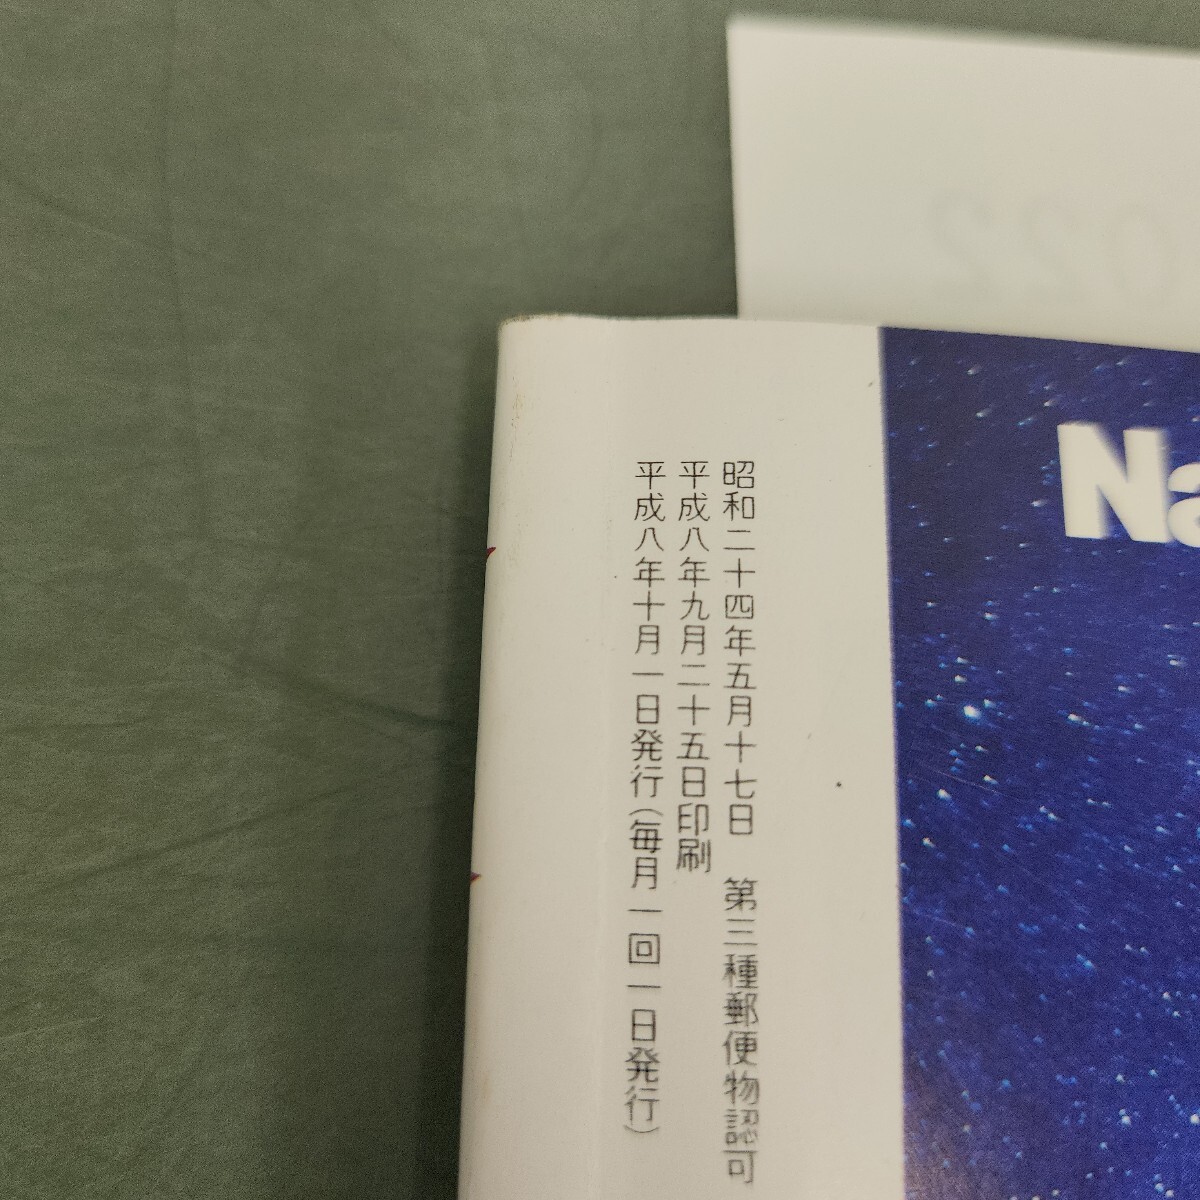 昭和二十四年五月十七日　第三種郵便物認可
平成八年九月二十五日印刷
平成八年十月一日発行（毎月一回一日発行）
Na
022